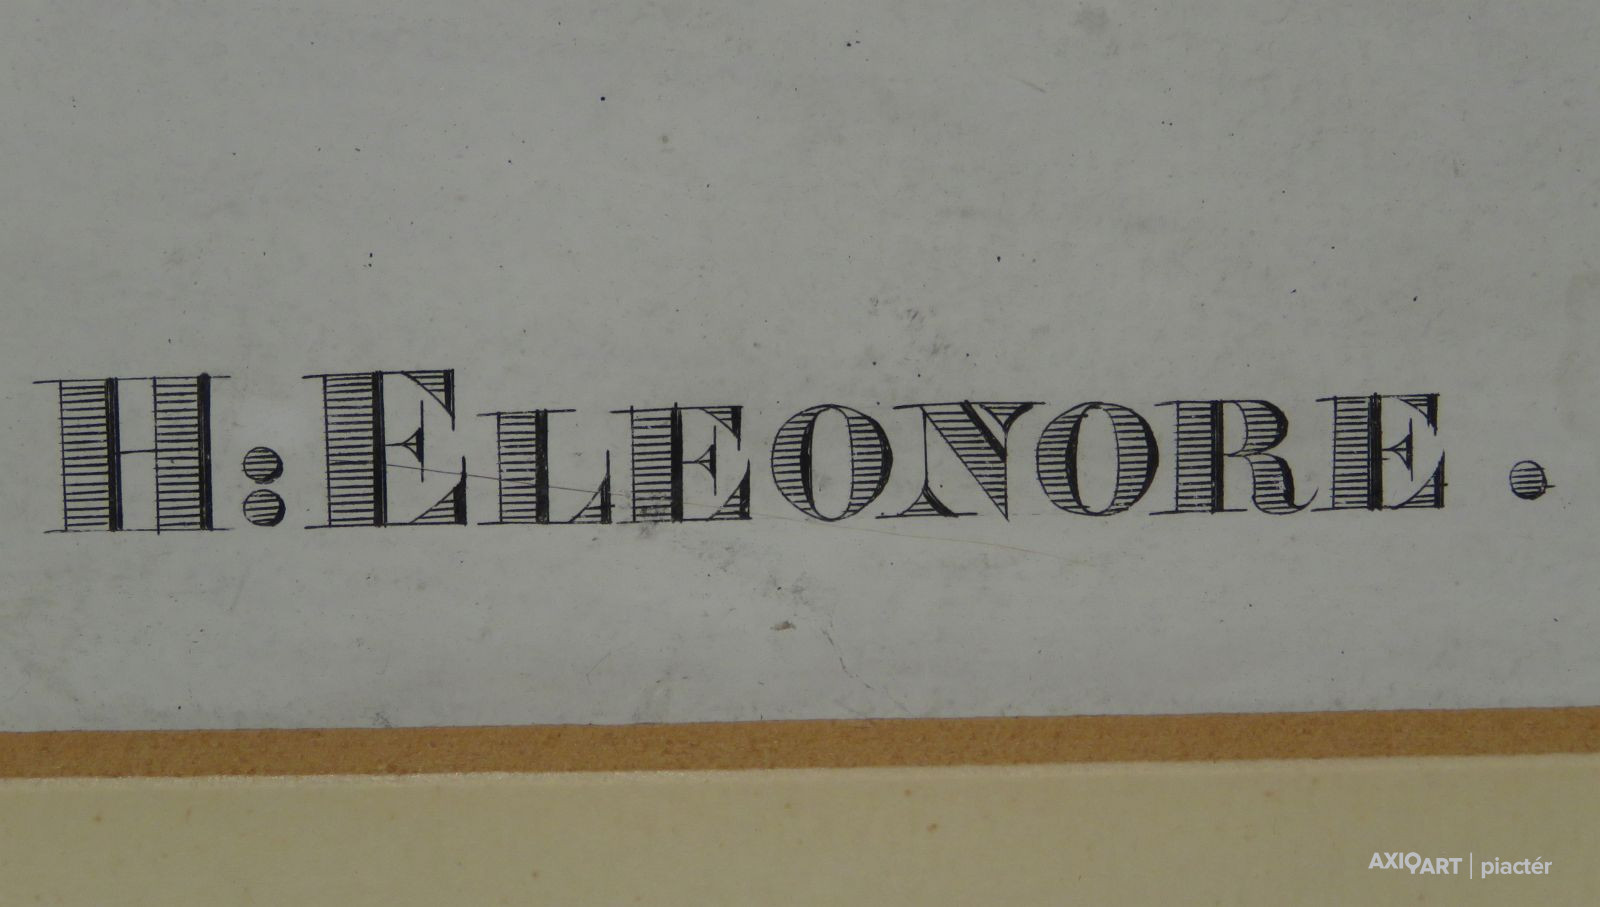 H: ELEONORE .
AXIOART | piactér